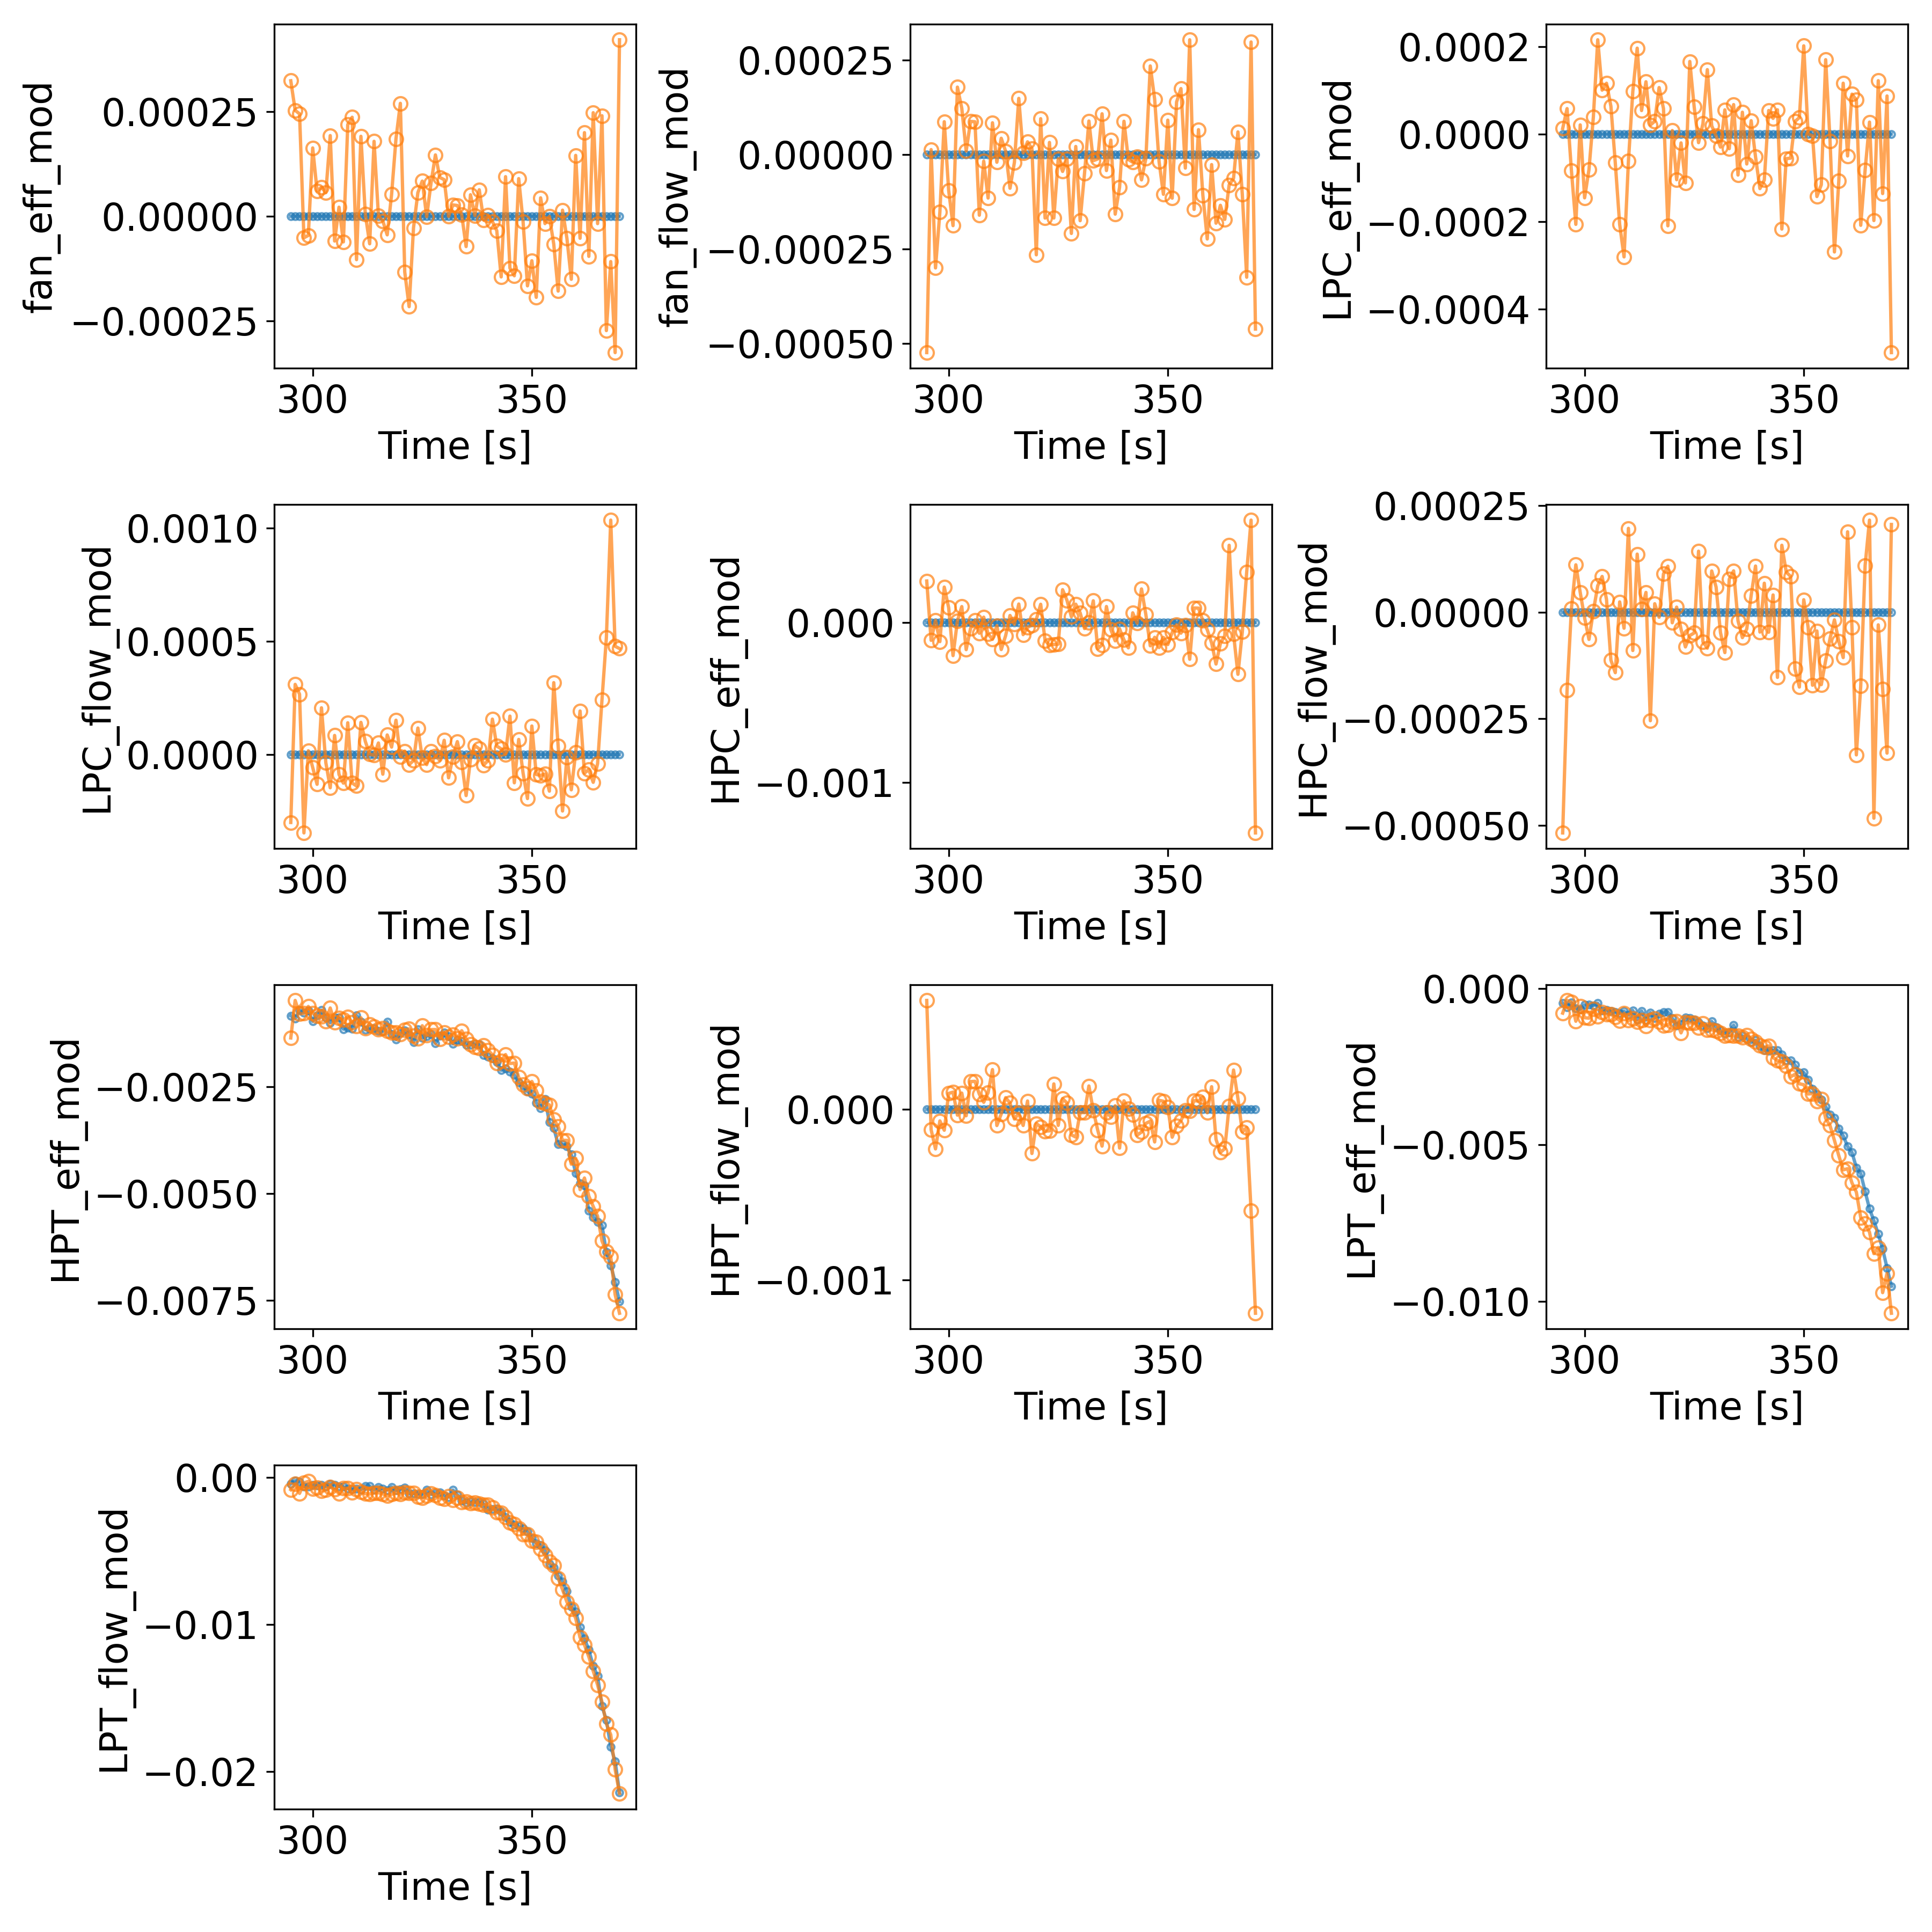 fan_eff_mod
0.00025
0.00000
−0.00025
300 350
Time [s]
fan_flow_mod
0.00025
0.00000
−0.00025
−0.00050
300 350
Time [s]
LPC_eff_mod
0.0002
0.0000
−0.0002
−0.0004
300 350
Time [s]
LPC_flow_mod
0.0010
0.0005
0.0000
300 350
Time [s]
HPC_eff_mod
0.000
−0.001
300 350
Time [s]
HPC_flow_mod
0.00025
0.00000
−0.00025
−0.00050
300 350
Time [s]
HPT_eff_mod
−0.0025
−0.0050
−0.0075
300 350
Time [s]
HPT_flow_mod
0.000
−0.001
300 350
Time [s]
LPT_eff_mod
0.000
−0.005
−0.010
300 350
Time [s]
LPT_flow_mod
0.00
−0.01
−0.02
300 350
Time [s]